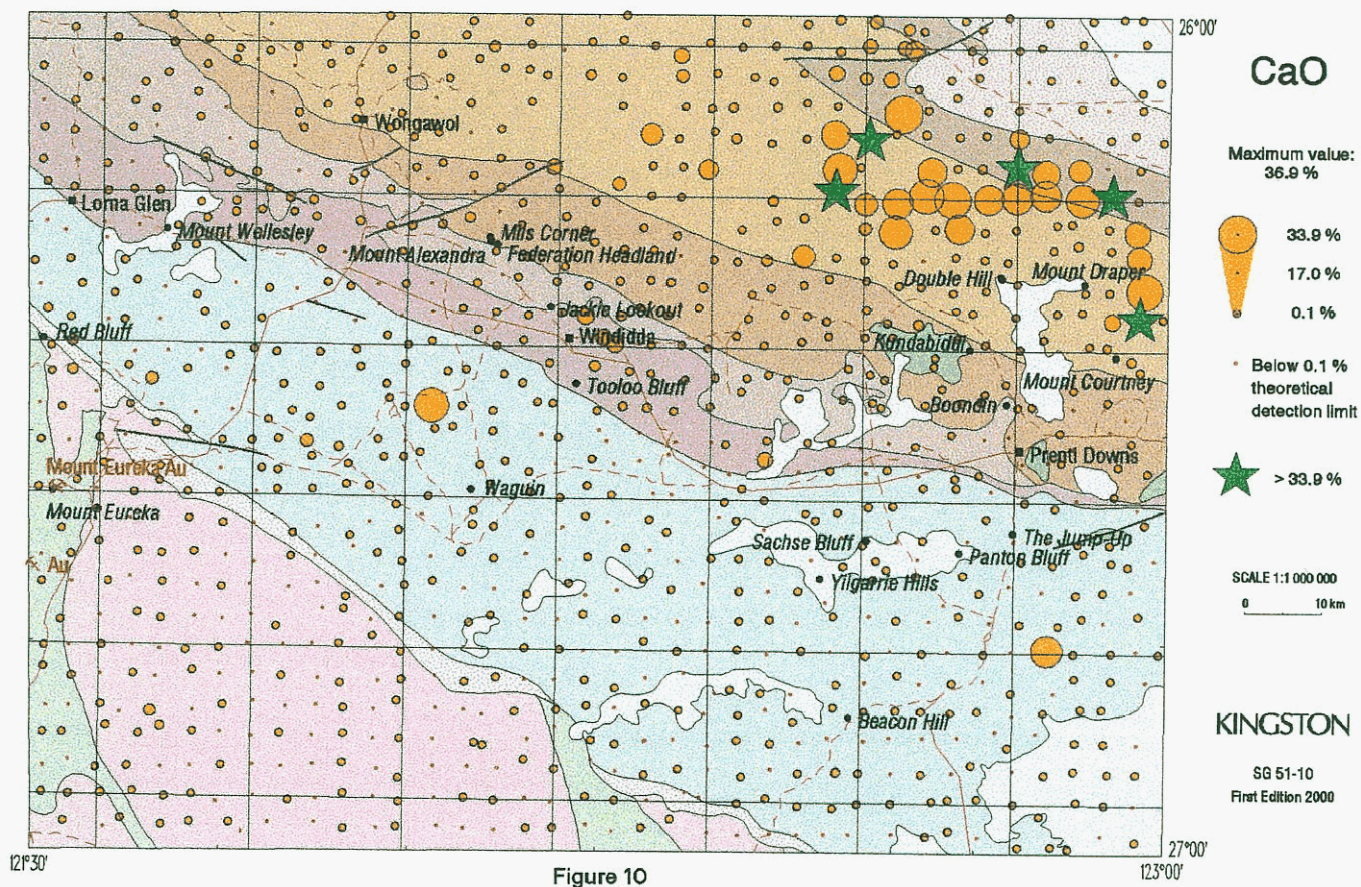 26°00'
Wongawol
Lorna Glen
Mount Wellesley
Mils Corner
Mount Alexandra
Federation Headland
Double Hill
Mount Draper
Jackie Lookout
Red Bluff
Windidda
Kundabiddi
Tooloo Bluff
Mount Courtney
Boondin
Prenti Downs
Mount Eureka Au
Waguin
Mount Eureka
Sachse Bluff
The Jump-Up
Panton Bluff
Au
Yilgarrie Hills
Beacon Hill
121°30'
27°00'
123°00'
CaO
Maximum value:
36.9 %
33.9 %
17.0 %
0.1 %
Below 0.1 %
theoretical
detection limit
> 33.9 %
SCALE 1:1 000 000
0 10 km
KINGSTON
SG 51-10
First Edition 2000
Figure 10